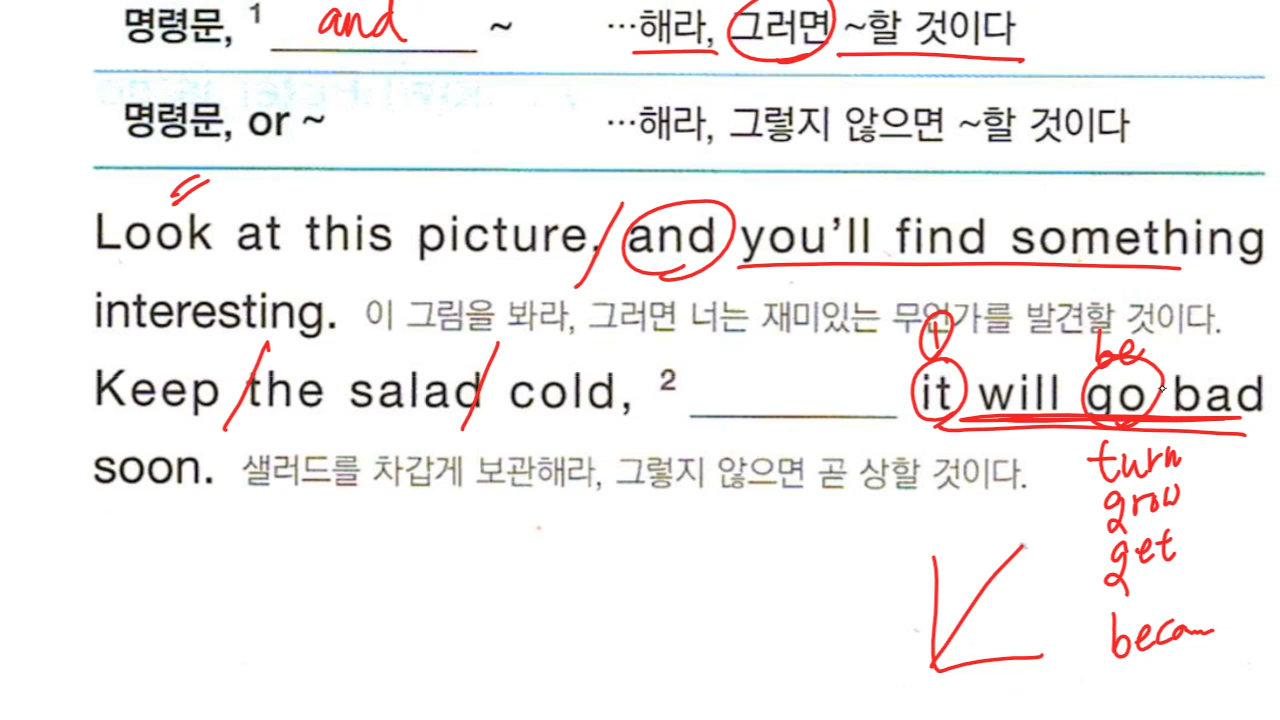 명령문, ¹ and ~ …해라, 그러면 ~할 것이다
명령문, or ~ …해라, 그렇지 않으면 ~할 것이다
Look at this picture, and you’ll find something
interesting. 이 그림을 봐라, 그러면 너는 재미있는 무언가를 발견할 것이다.
be
Keep the salad cold, ² ________ it will go bad
soon. 샐러드를 차갑게 보관해라, 그렇지 않으면 곧 상할 것이다.
turn
grow
get